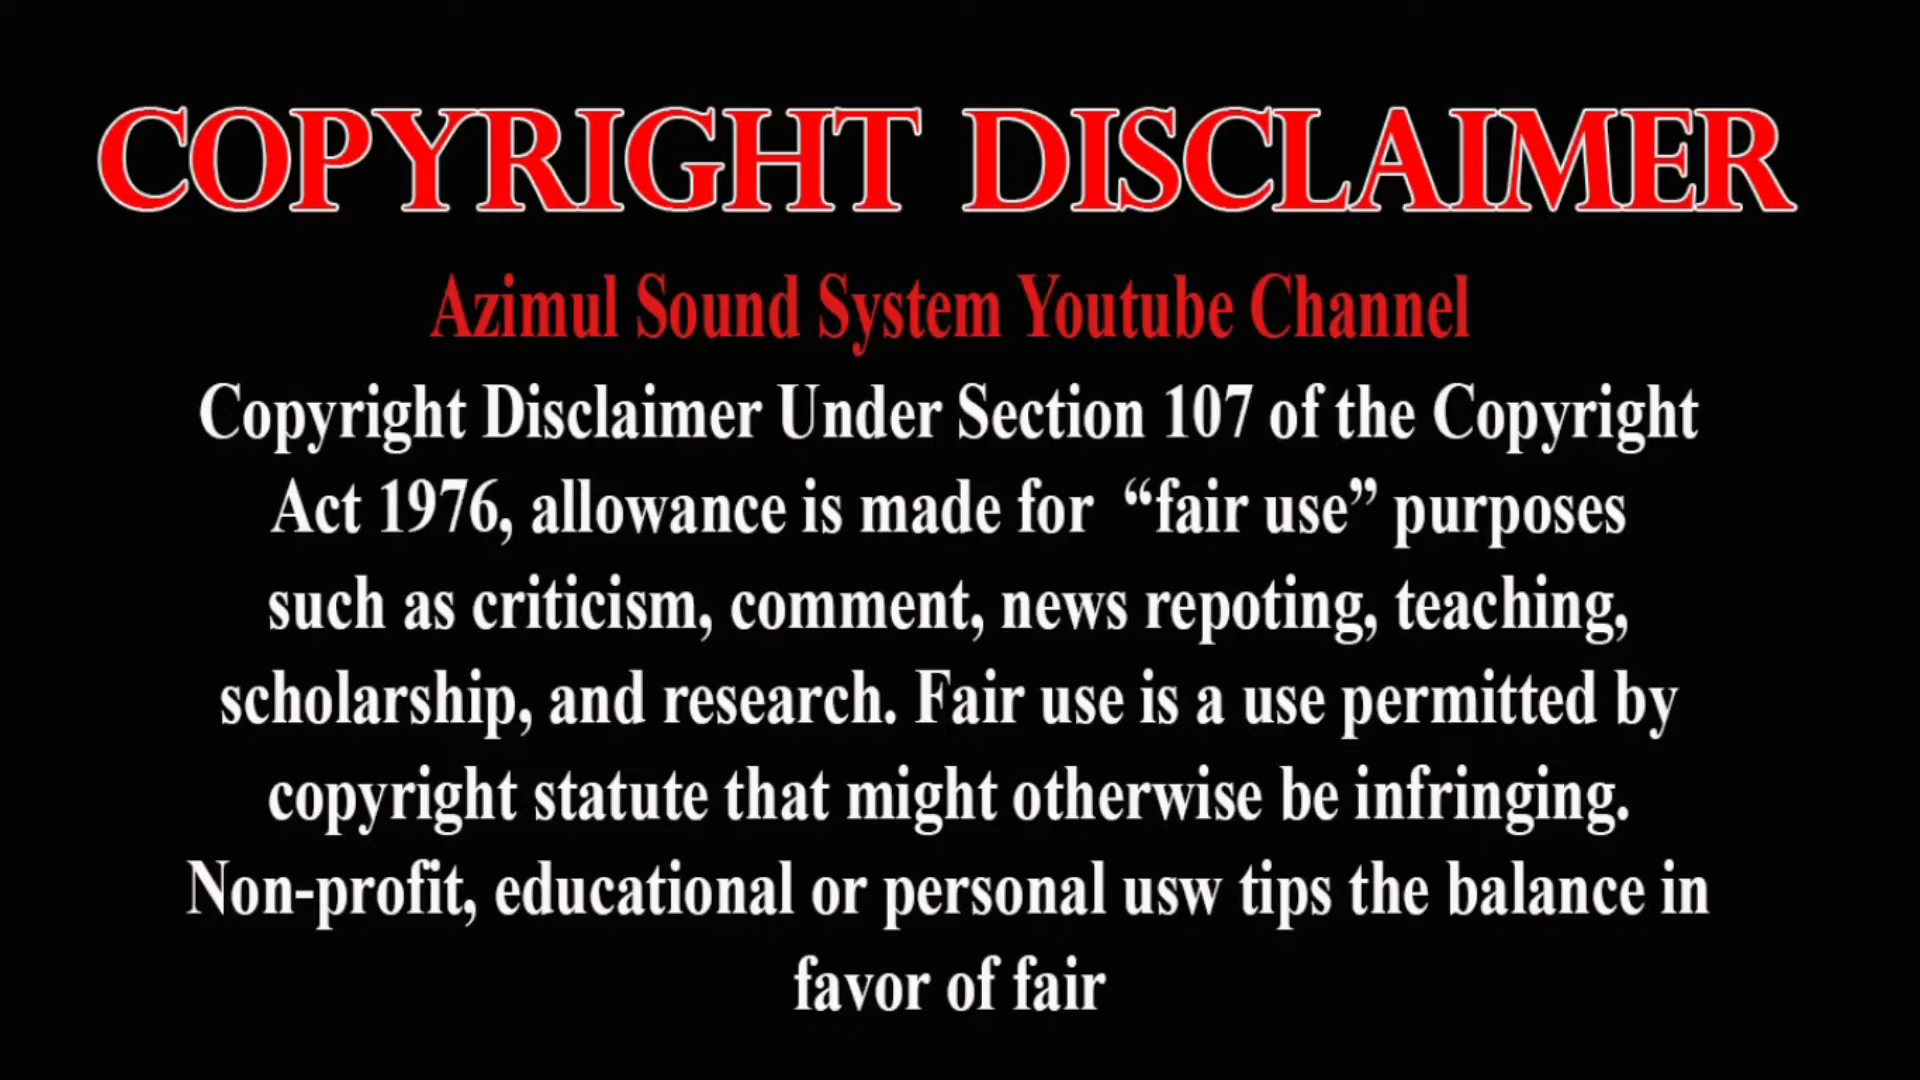 COPYRIGHT DISCLAIMER
Azimul Sound System Youtube Channel
Copyright Disclaimer Under Section 107 of the Copyright
Act 1976, allowance is made for “fair use” purposes
such as criticism, comment, news repoting, teaching,
scholarship, and research. Fair use is a use permitted by
copyright statute that might otherwise be infringing.
Non-profit, educational or personal usw tips the balance in
favor of fair